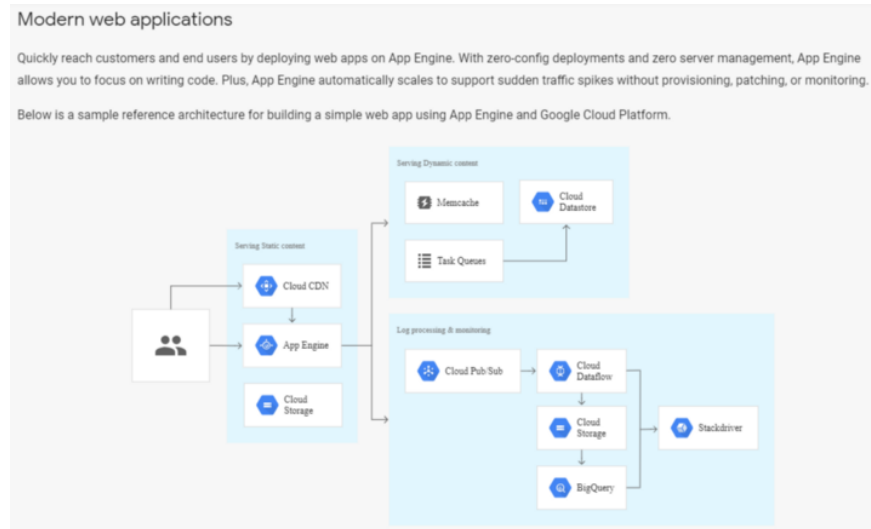 Modern web applications
Quickly reach customers and end users by deploying web apps on App Engine. With zero-config deployments and zero server management, App Engine
allows you to focus on writing code. Plus, App Engine automatically scales to support sudden traffic spikes without provisioning, patching, or monitoring.
Below is a sample reference architecture for building a simple web app using App Engine and Google Cloud Platform.
Serving Static content
Cloud CDN
App Engine
Cloud
Storage
Serving Dynamic content
Memcache
Cloud
Datastore
Task Queues
Log processing & monitoring
Cloud Pub/Sub
Cloud
Dataflow
Cloud
Storage
BigQuery
Stackdriver